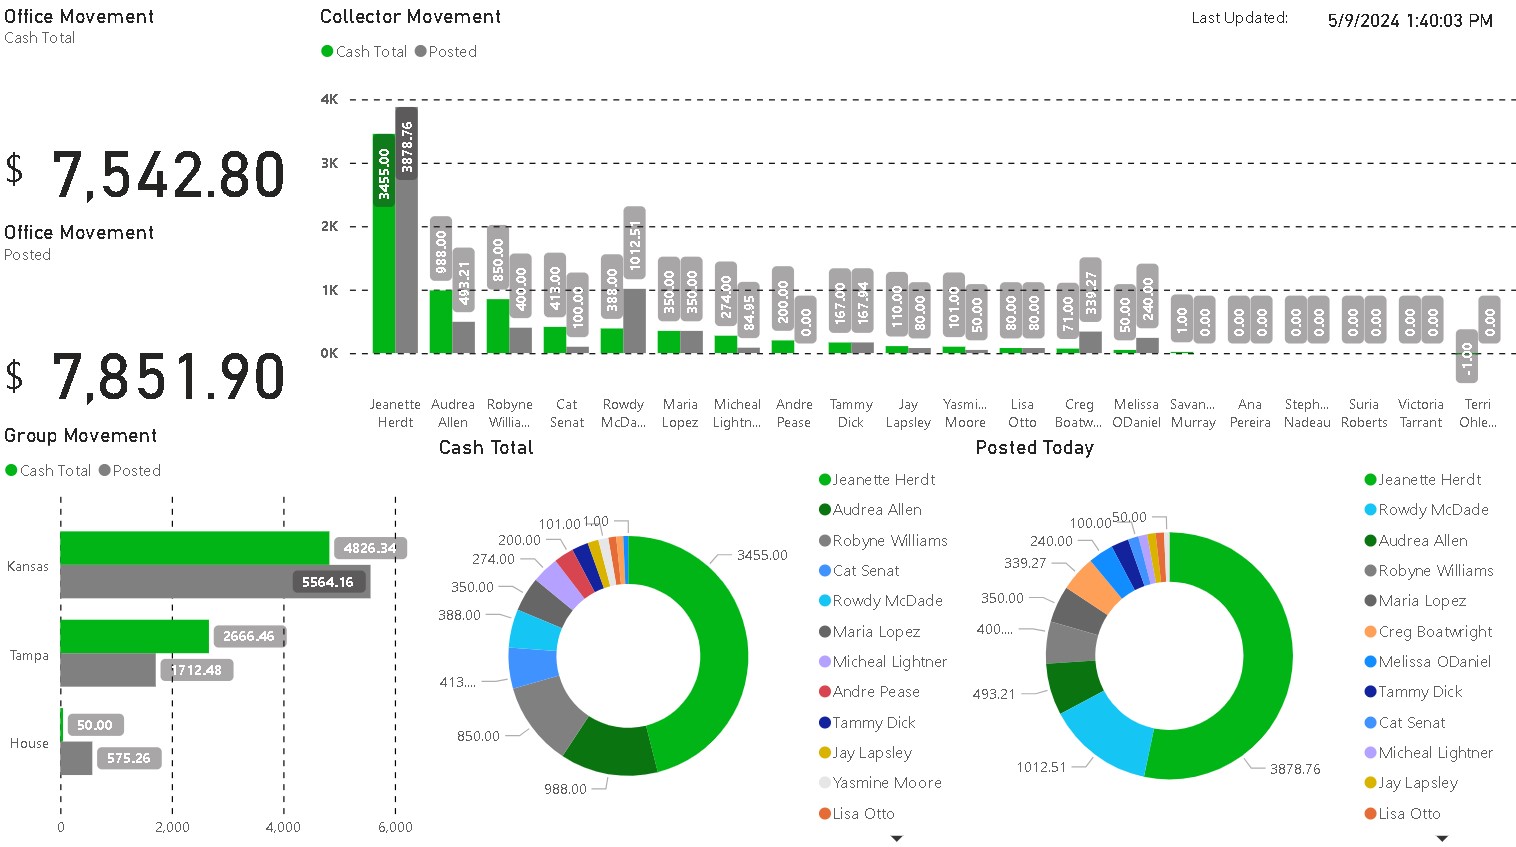 Office Movement
Cash Total
$ 7,542.80
Office Movement
Posted
$ 7,851.90
Collector Movement
Cash Total Posted
Last Updated: 5/9/2024 1:40:03 PM
4K
3K
2K
1K
0K
3455.00 3878.76
988.00 493.21
850.00 400.00
413.00 100.00
388.00 1012.51
350.00 350.00
274.00 84.95
200.00 0.00
167.00 167.94
110.00 80.00
101.00 50.00
80.00 80.00
71.00 339.27
50.00 240.00
1.00 0.00
0.00 0.00
0.00 0.00
0.00 0.00
0.00 0.00
-1.00 0.00
Jeanette Herdt
Audrea Allen
Robyne Willia...
Cat Senat
Rowdy McDa...
Maria Lopez
Micheal Lightn...
Andre Pease
Tammy Dick
Jay Lapsley
Yasmi... Moore
Lisa Otto
Creg Boatw...
Melissa ODaniel
Savan... Murray
Ana Pereira
Steph... Nadeau
Suria Roberts
Victoria Tarrant
Terri Ohle...
Group Movement
Cash Total Posted
Kansas
4826.34
5564.16
Tampa
2666.46
1712.48
House
50.00
575.26
0 2,000 4,000 6,000
Cash Total
101.00 1.00
200.00
274.00
350.00
388.00
413....
850.00
988.00
3455.00
Jeanette Herdt
Audrea Allen
Robyne Williams
Cat Senat
Rowdy McDade
Maria Lopez
Micheal Lightner
Andre Pease
Tammy Dick
Jay Lapsley
Yasmine Moore
Lisa Otto
Posted Today
100.00 50.00
240.00
339.27
350.00
400....
493.21
1012.51
3878.76
Jeanette Herdt
Rowdy McDade
Audrea Allen
Robyne Williams
Maria Lopez
Creg Boatwright
Melissa ODaniel
Tammy Dick
Cat Senat
Micheal Lightner
Jay Lapsley
Lisa Otto